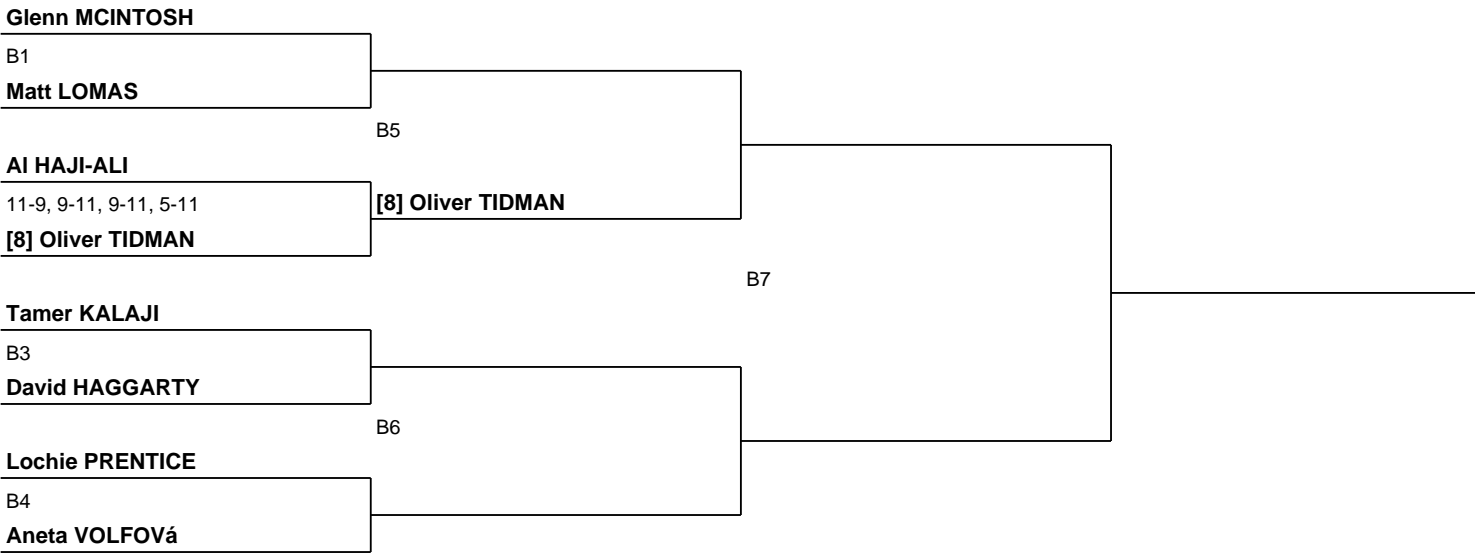 Glenn MCINTOSH
B1
Matt LOMAS
B5
Al HAJI-ALI
11-9, 9-11, 9-11, 5-11
[8] Oliver TIDMAN
[8] Oliver TIDMAN
B7
Tamer KALAJI
B3
David HAGGARTY
B6
Lochie PRENTICE
B4
Aneta VOLFOVá